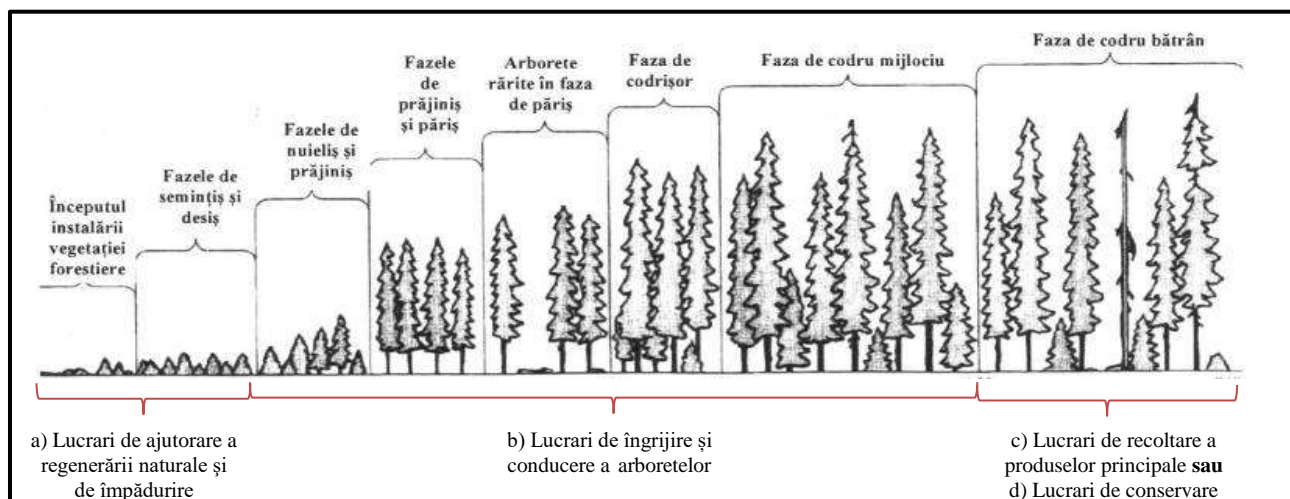 Începutul
instalării
vegetației
forestiere
Fazele de
semințiș și
desiș
Fazele de
nuieliș și
prăjiniș
Fazele
de
prăjiniș
și păriș
Arborete
rărite în faza
de păriș
Faza de
codrișor
Faza de codru mijlociu
Faza de codru bătrân
a) Lucrari de ajutorare a
regenerării naturale și
de împădurire
b) Lucrari de îngrijire și
conducere a arboretelor
c) Lucrari de recoltare a
produselor principale sau
d) Lucrari de conservare